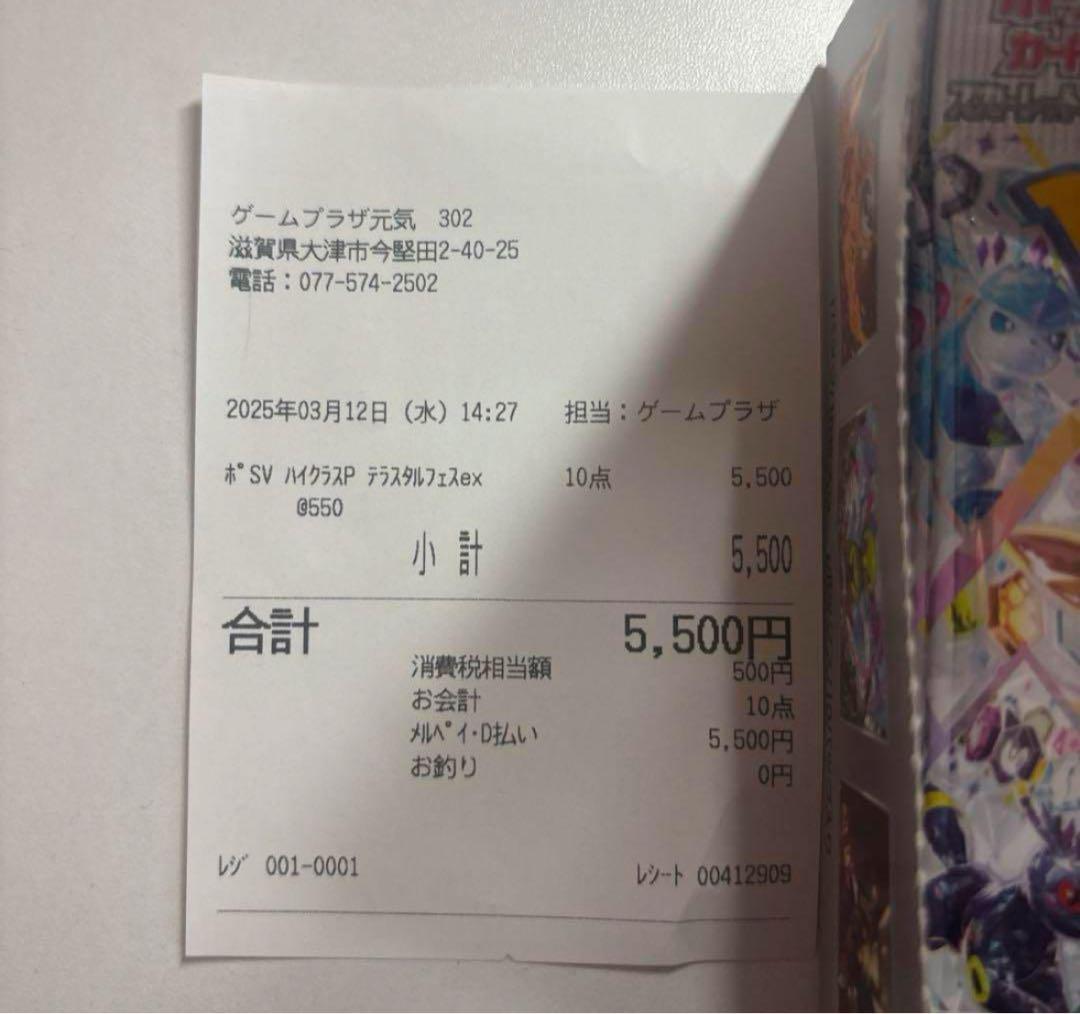 ゲームプラザ元気 302
滋賀県大津市今堅田2-40-25
電話：077-574-2502
2025年03月12日（水）14:27 担当：ゲームプラザ
ﾎﾟSV ﾊｲｸﾗｽP ﾃﾗｽﾀﾙﾌｪｽex 10点 5,500
@550
小 計 5,500
合計 5,500円
消費税相当額 500円
お会計 10点
ﾒﾙﾍﾟｲ･D払い 5,500円
お釣り 0円
ﾚｼﾞ 001-0001 ﾚｼｰﾄ 00412909
カード